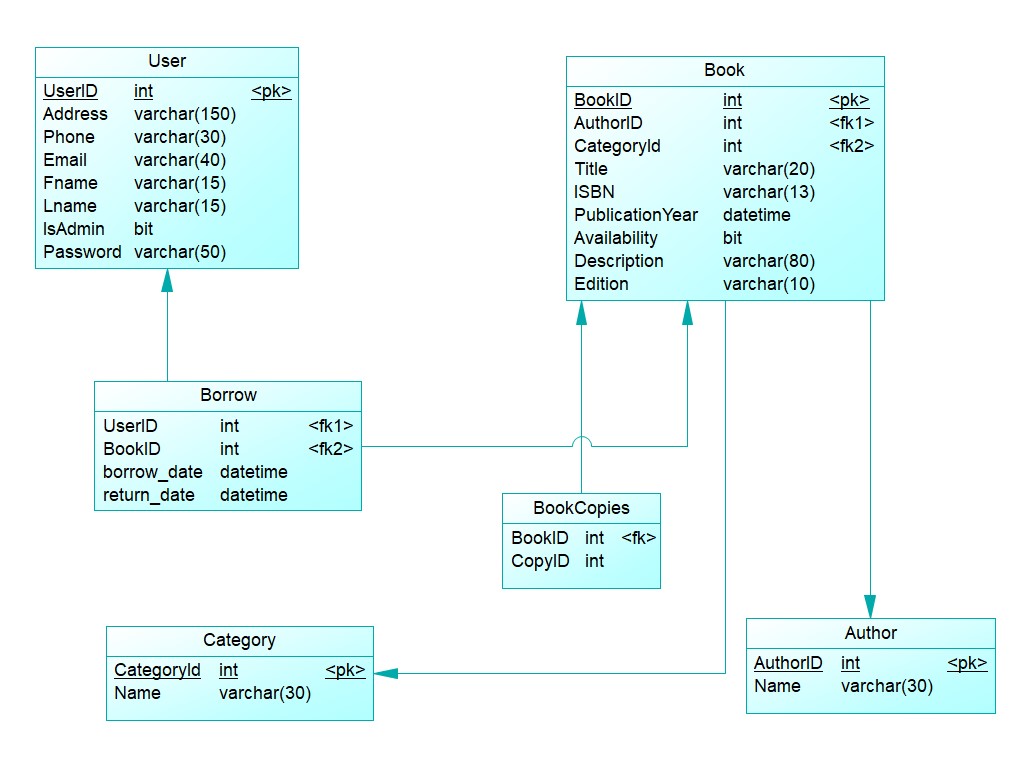 User
UserID int <pk>
Address varchar(150)
Phone varchar(30)
Email varchar(40)
Fname varchar(15)
Lname varchar(15)
IsAdmin bit
Password varchar(50)
Book
BookID int <pk>
AuthorID int <fk1>
CategoryId int <fk2>
Title varchar(20)
ISBN varchar(13)
PublicationYear datetime
Availability bit
Description varchar(80)
Edition varchar(10)
Borrow
UserID int <fk1>
BookID int <fk2>
borrow_date datetime
return_date datetime
BookCopies
BookID int <fk>
CopyID int
Category
CategoryId int <pk>
Name varchar(30)
Author
AuthorID int <pk>
Name varchar(30)